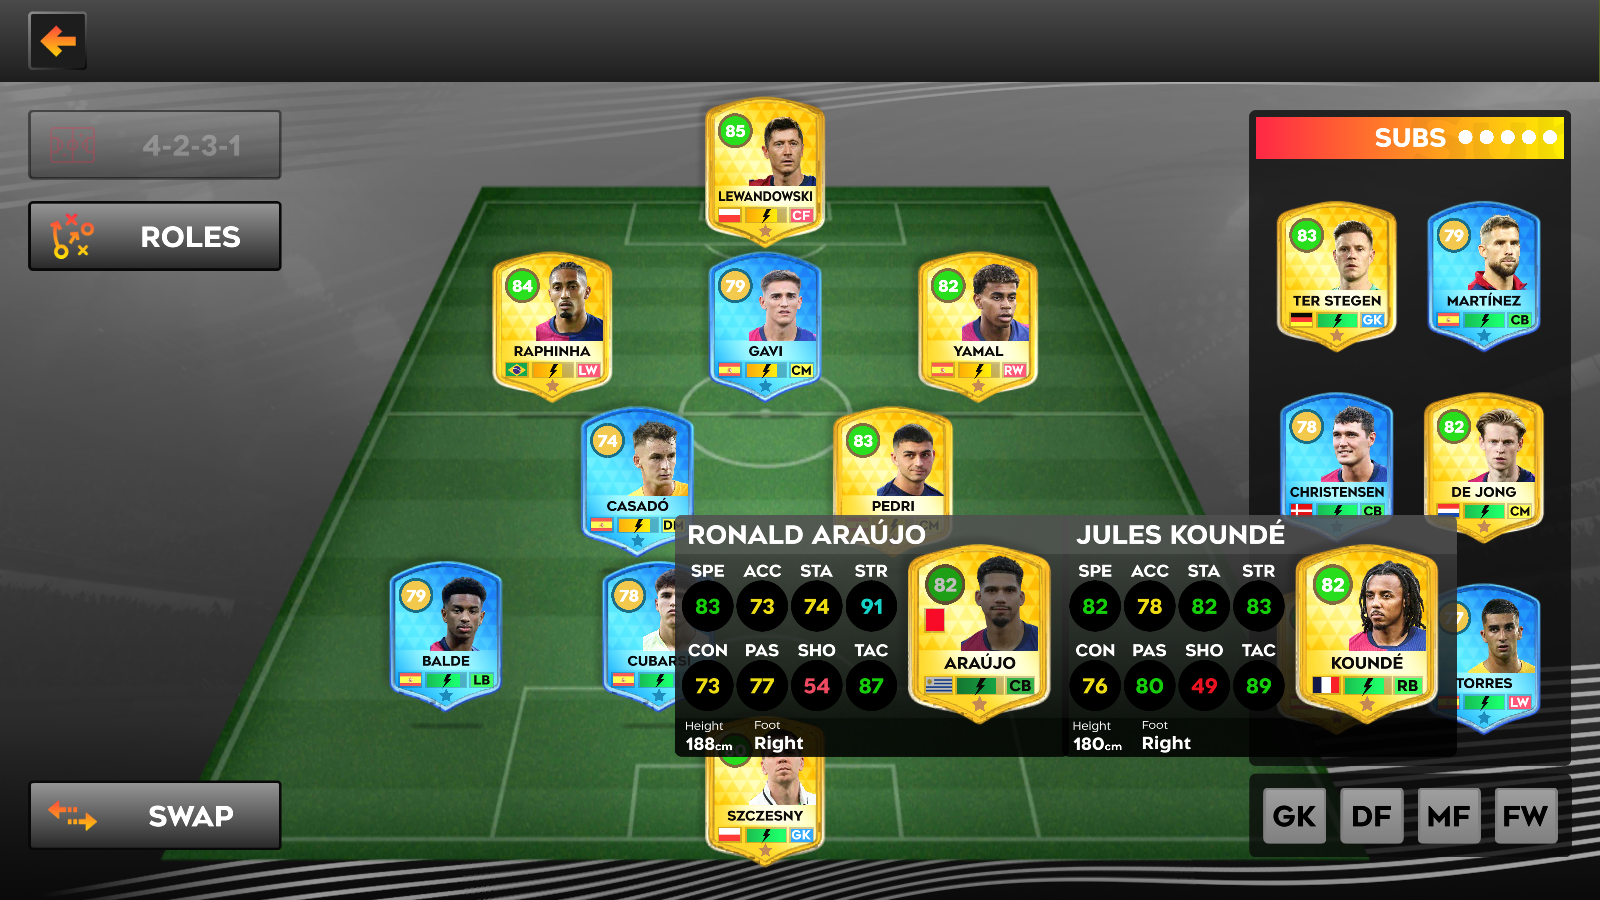 4-2-3-1
ROLES
SWAP
85
LEWANDOWSKI
CF
84
RAPHINHA
LW
79
GAVI
CM
82
YAMAL
RW
74
CASADÓ
DM
83
PEDRI
CM
79
BALDE
LB
78
CUBARSI
SZCZESNY
GK
RONALD ARAÚJO
SPE ACC STA STR
83 73 74 91
CON PAS SHO TAC
73 77 54 87
Height Foot
188cm Right
82
ARAÚJO
CB
JULES KOUNDÉ
SPE ACC STA STR
82 78 82 83
CON PAS SHO TAC
76 80 49 89
Height Foot
180cm Right
82
KOUNDÉ
RB
SUBS
83
TER STEGEN
GK
79
MARTÍNEZ
CB
78
CHRISTENSEN
CB
82
DE JONG
CM
TORRES
LW
GK DF MF FW